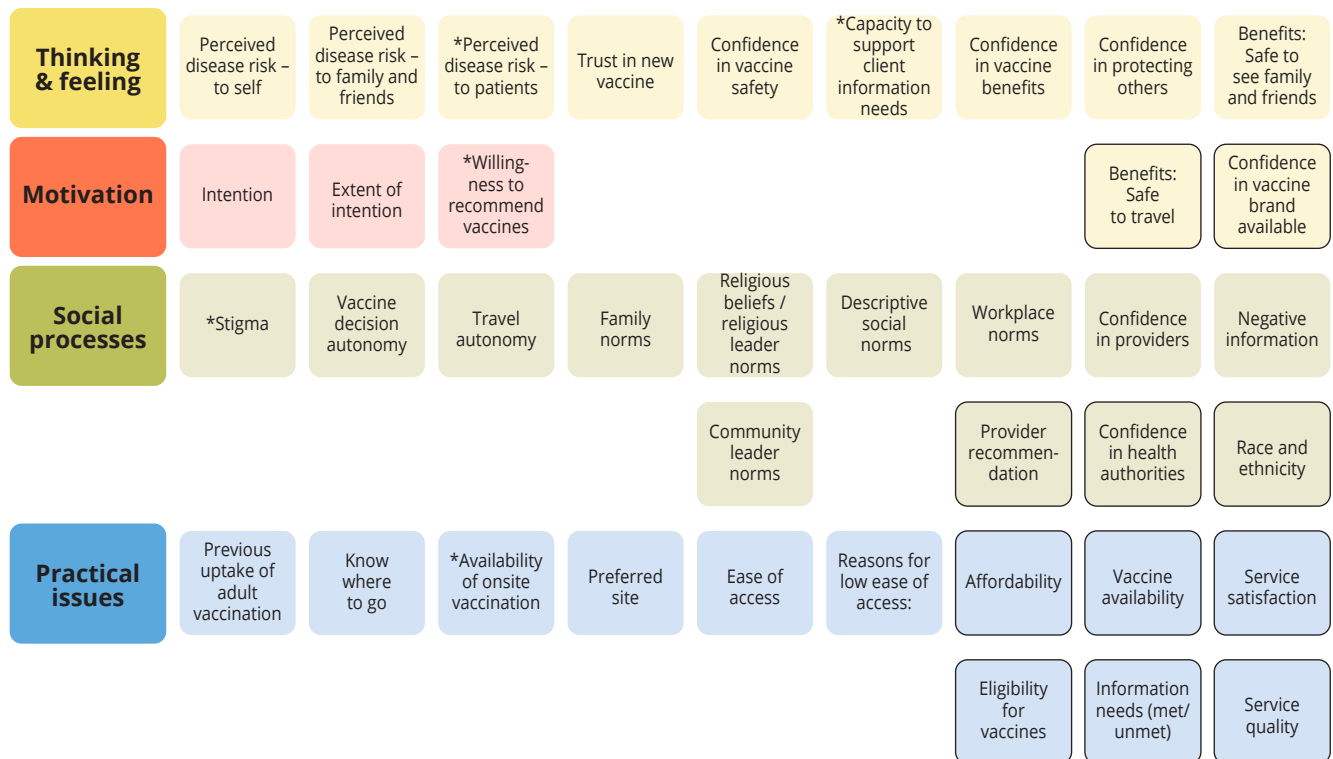 Thinking
& feeling
Perceived
disease risk –
to self
Perceived
disease risk –
to family and
friends
*Perceived
disease risk –
to patients
Trust in new
vaccine
Confidence
in vaccine
safety
*Capacity to
support
client
information
needs
Confidence
in vaccine
benefits
Confidence
in protecting
others
Benefits:
Safe to
see family
and friends
Motivation
Intention
Extent of
intention
*Willing-
ness to
recommend
vaccines
Benefits:
Safe
to travel
Confidence
in vaccine
brand
available
Social
processes
*Stigma
Vaccine
decision
autonomy
Travel
autonomy
Family
norms
Religious
beliefs /
religious
leader
norms
Descriptive
social
norms
Workplace
norms
Confidence
in providers
Negative
information
Community
leader
norms
Provider
recommen-
dation
Confidence
in health
authorities
Race and
ethnicity
Practical
issues
Previous
uptake of
adult
vaccination
Know
where
to go
*Availability
of onsite
vaccination
Preferred
site
Ease of
access
Reasons for
low ease of
access:
Affordability
Vaccine
availability
Service
satisfaction
Eligibility
for
vaccines
Information
needs (met/
unmet)
Service
quality